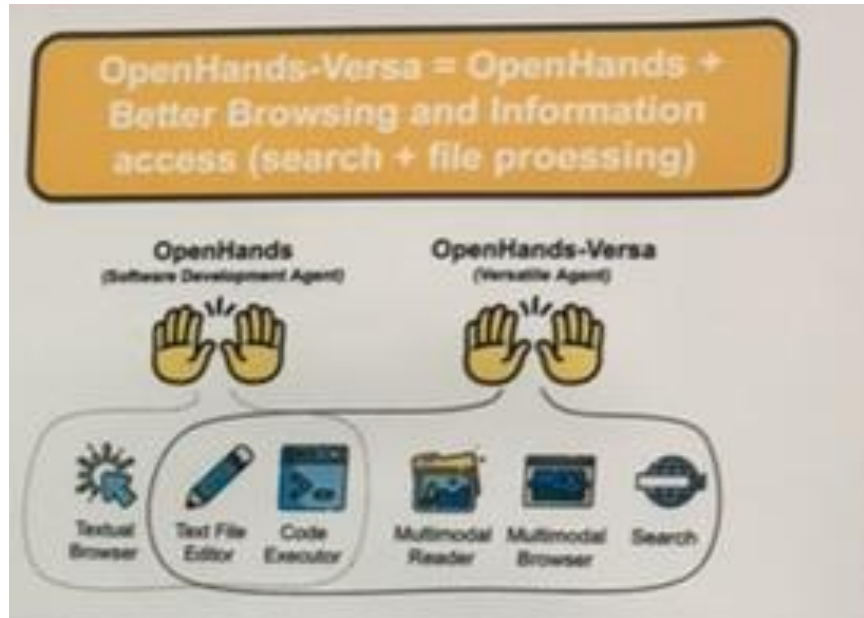 OpenHands-Versa = OpenHands +
Better Browsing and Information
access (search + file proessing)
OpenHands
(Software Development Agent)
OpenHands-Versa
(Versatile Agent)
Textual
Browser
Text File
Editor
Code
Executor
Multimodal
Reader
Multimodal
Browser
Search